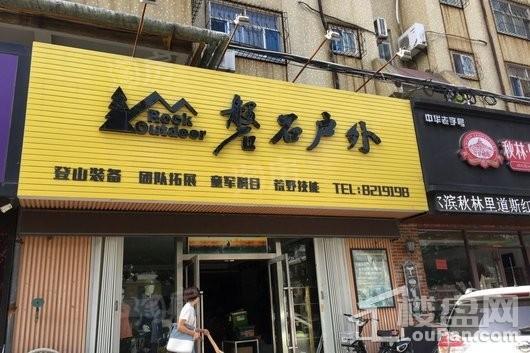 Rock
Outdoor
磐石户外
登山装备 团队拓展 童军夏目 荒野技能 TEL:8219198
中华老字号
秋林
滨秋林里道斯红
楼盘网
LouPan.com